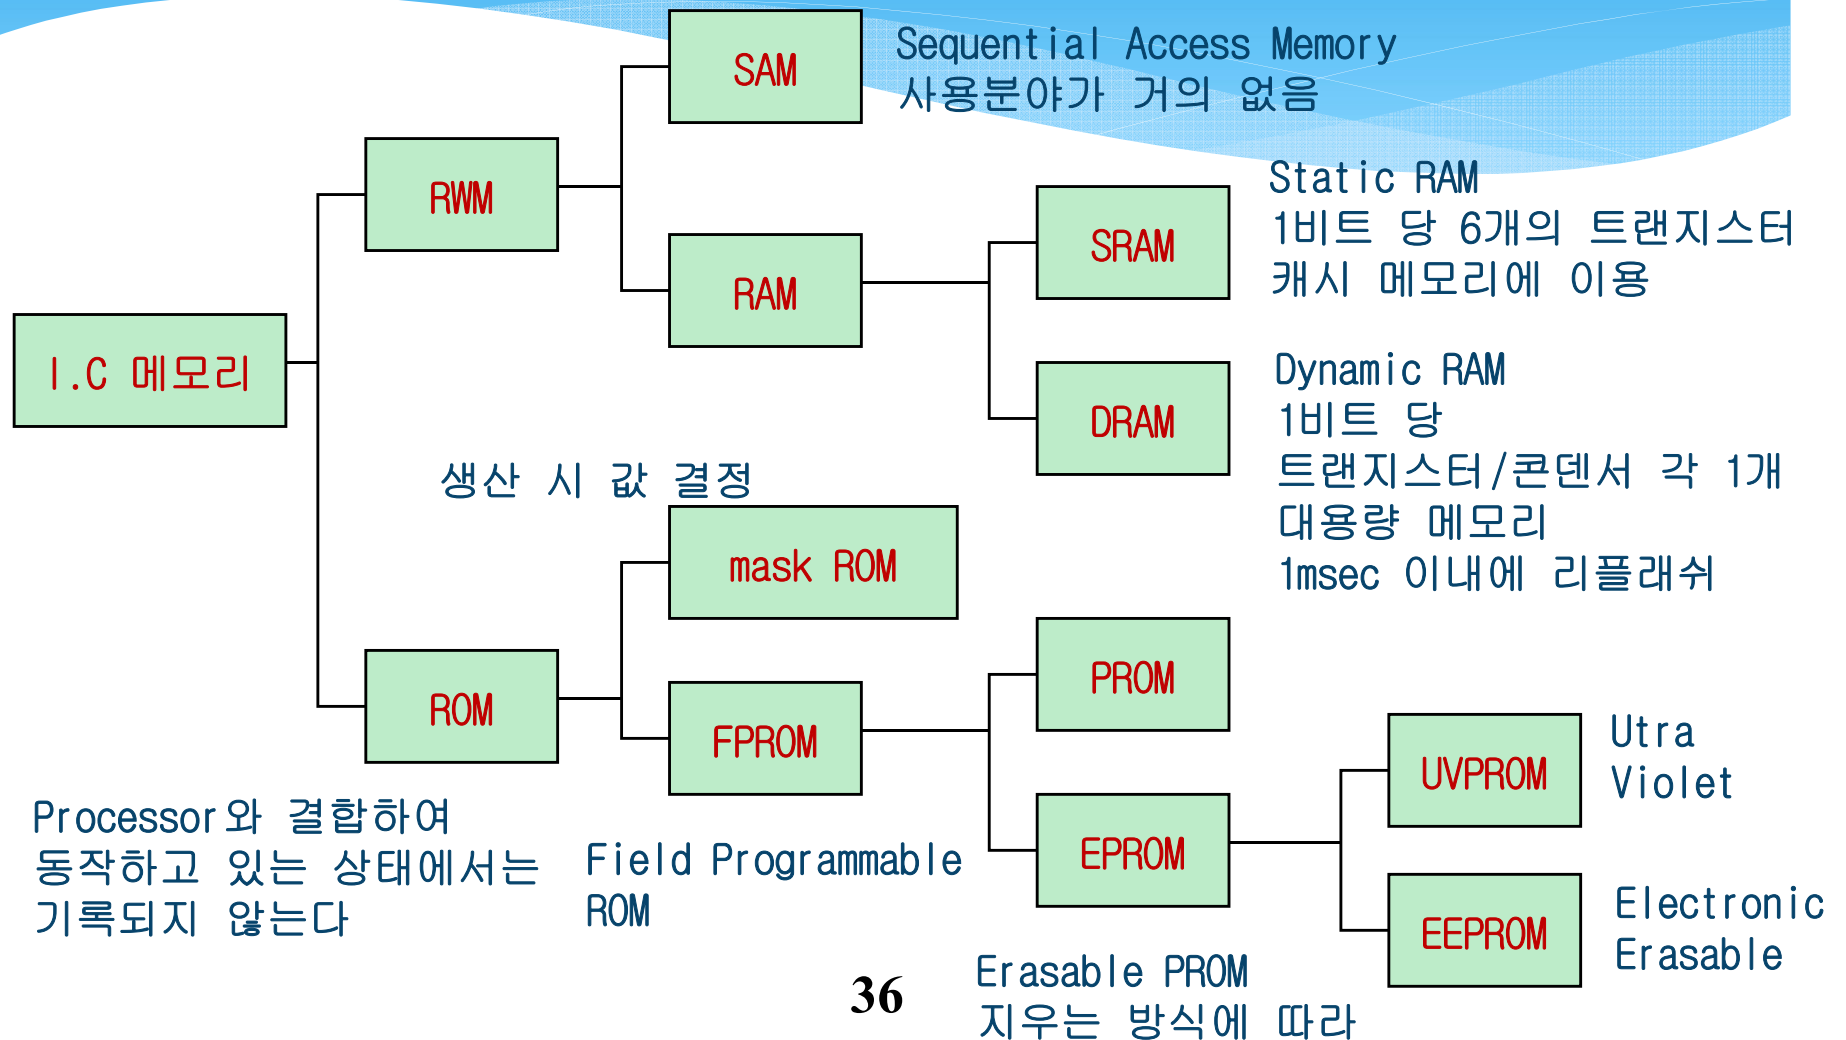 SAM
Sequential Access Memory
사용분야가 거의 없음
RWM
RAM
SRAM
Static RAM
1비트 당 6개의 트랜지스터
캐시 메모리에 이용
I.C 메모리
DRAM
Dynamic RAM
1비트 당
트랜지스터/콘덴서 각 1개
대용량 메모리
1msec 이내에 리플래쉬
생산 시 값 결정
mask ROM
ROM
Processor와 결합하여
동작하고 있는 상태에서는
기록되지 않는다
FPROM
Field Programmable
ROM
PROM
EPROM
Erasable PROM
지우는 방식에 따라
UVPROM
Utra
Violet
EEPROM
Electronic
Erasable
36